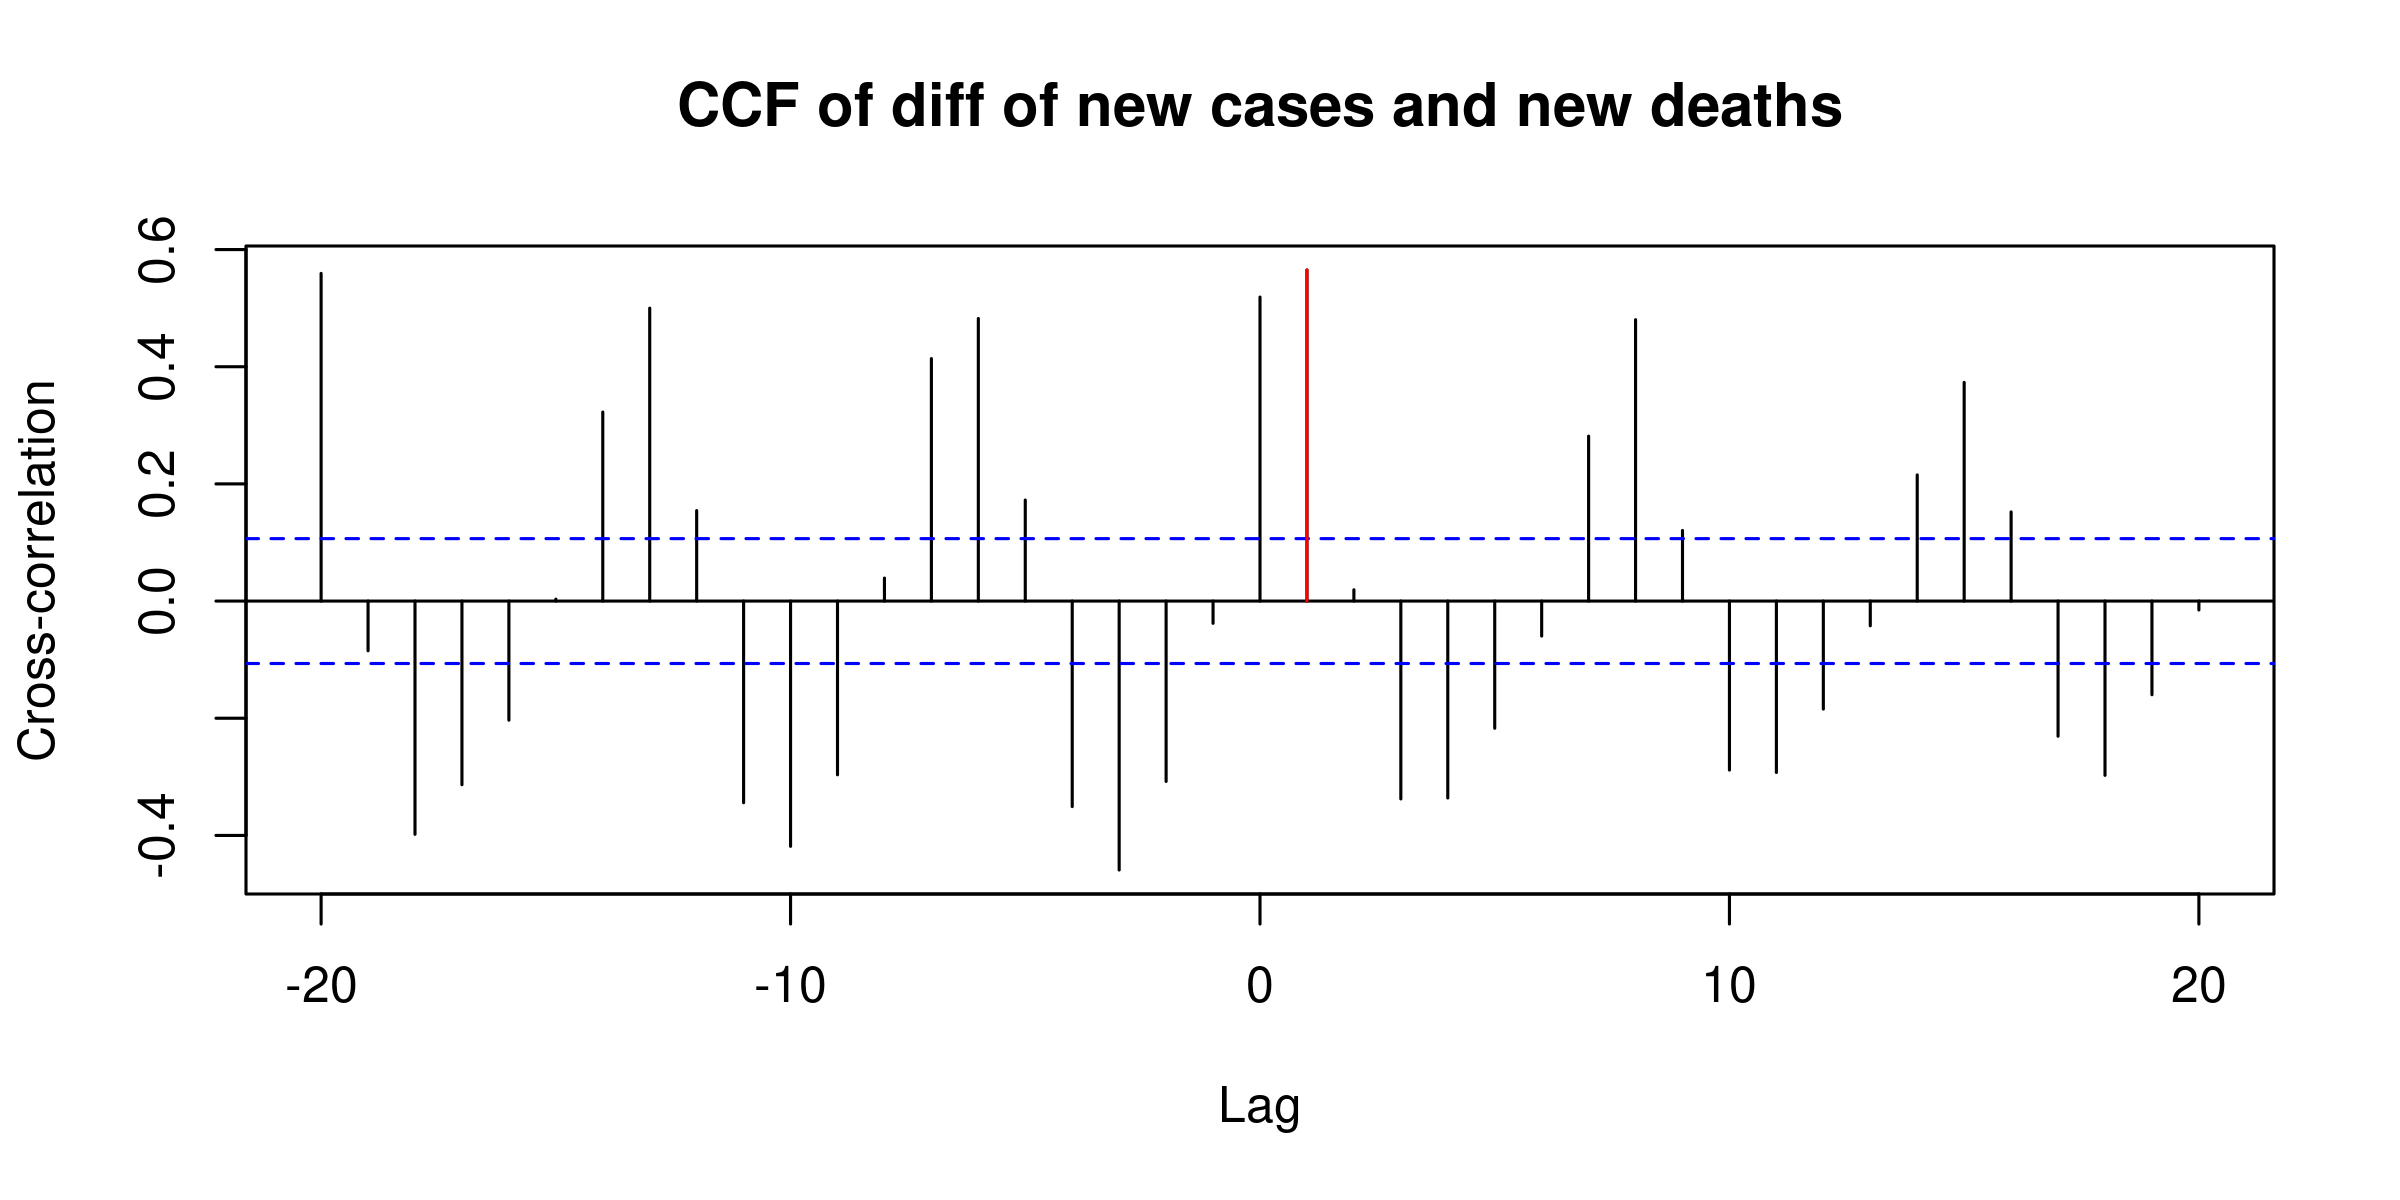 CCF of diff of new cases and new deaths
Cross-correlation
0.6
0.4
0.2
0.0
-0.4
-20 -10 0 10 20
Lag